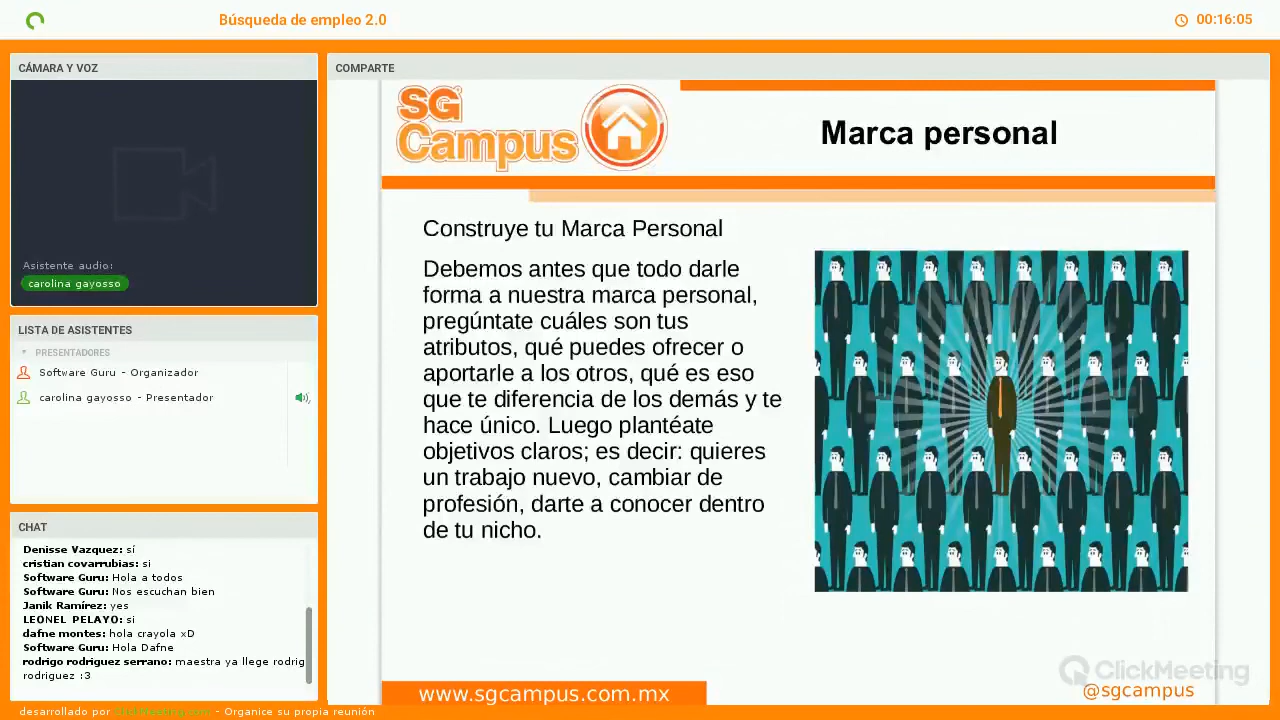 Búsqueda de empleo 2.0
00:16:05
CÁMARA Y VOZ
Asistente audio:
carolina gayosso
LISTA DE ASISTENTES
PRESENTADORES
Software Guru - Organizador
carolina gayosso - Presentador
CHAT
Denisse Vazquez: sí
cristian covarrubias: si
Software Guru: Hola a todos
Software Guru: Nos escuchan bien
Janik Ramírez: yes
LEONEL PELAYO: si
dafne montes: hola crayola xD
Software Guru: Hola Dafne
rodrigo rodriguez serrano: maestra ya llege rodrig
rodriguez :3
desarrollado por ClickMeeting.com - Organice su propia reunión
COMPARTE
SG
Campus
Marca personal
Construye tu Marca Personal
Debemos antes que todo darle
forma a nuestra marca personal,
pregúntate cuáles son tus
atributos, qué puedes ofrecer o
aportarle a los otros, qué es eso
que te diferencia de los demás y te
hace único. Luego plantéate
objetivos claros; es decir: quieres
un trabajo nuevo, cambiar de
profesión, darte a conocer dentro
de tu nicho.
www.sgcampus.com.mx
ClickMeeting
@sgcampus